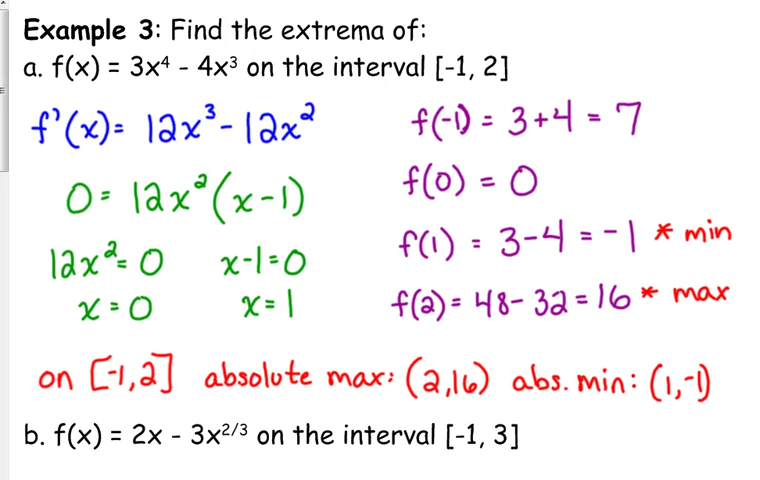 Example 3: Find the extrema of:
a. f(x) = 3x⁴ - 4x³ on the interval [-1, 2]
f'(x) = 12x³ - 12x²
0 = 12x²(x-1)
12x² = 0   x-1 = 0
x = 0   x = 1
f(-1) = 3+4 = 7
f(0) = 0
f(1) = 3-4 = -1 * min
f(2) = 48-32 = 16 * max
on [-1,2] absolute max: (2,16) abs. min: (1,-1)
b. f(x) = 2x - 3x^2/3 on the interval [-1, 3]